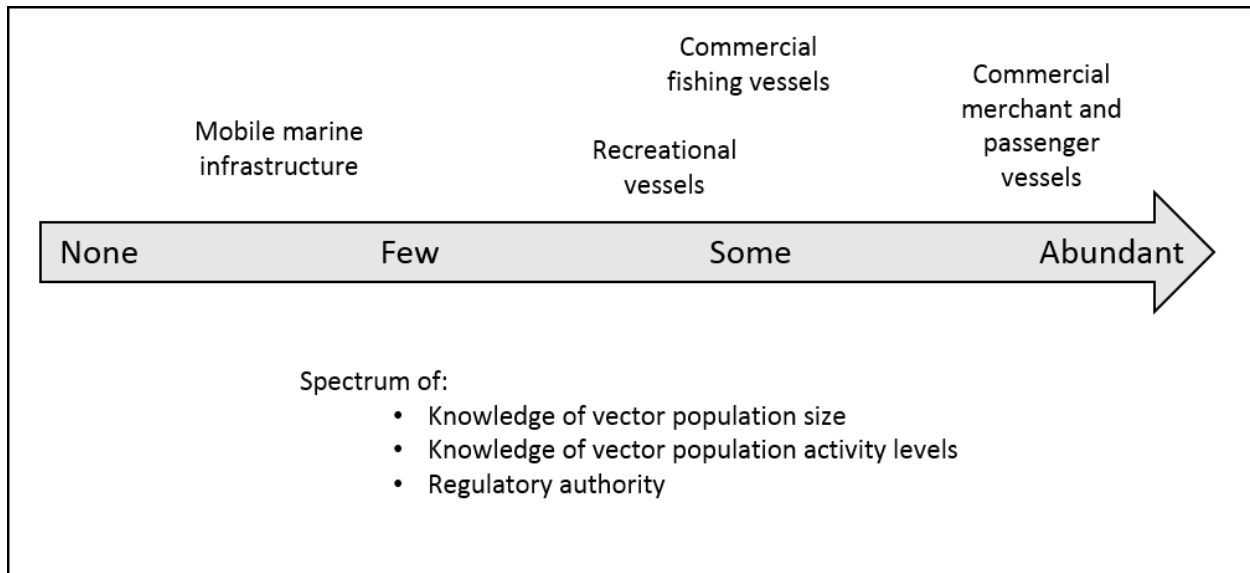 Commercial
fishing vessels
Commercial
merchant and
passenger
vessels
Mobile marine
infrastructure
Recreational
vessels
None Few Some Abundant
Spectrum of:
• Knowledge of vector population size
• Knowledge of vector population activity levels
• Regulatory authority